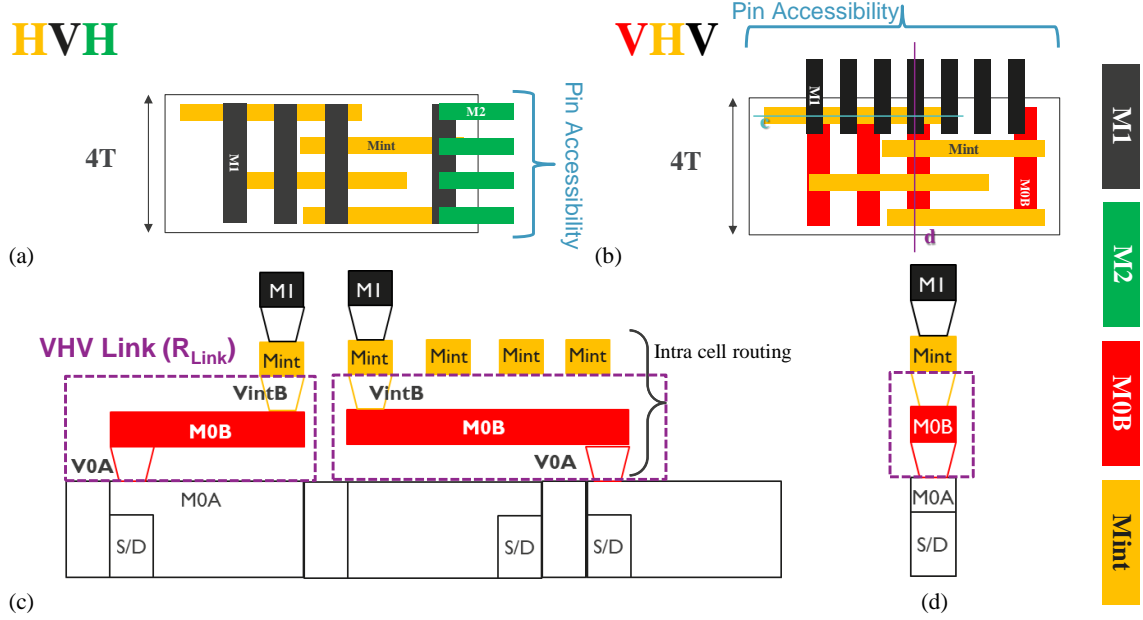 HVH
4T
M1
Mint
M2
Pin Accessibility
(a)
VHV
Pin Accessibility
4T
M1
e
Mint
M0B
d
(b)
M1
M2
M0B
Mint
VHV Link (RLink)
M1
M1
Mint
Mint
Mint
Mint
Mint
Intra cell routing
VintB
VintB
M0B
M0B
V0A
V0A
M0A
S/D
S/D
S/D
(c)
M1
Mint
M0B
M0A
S/D
(d)